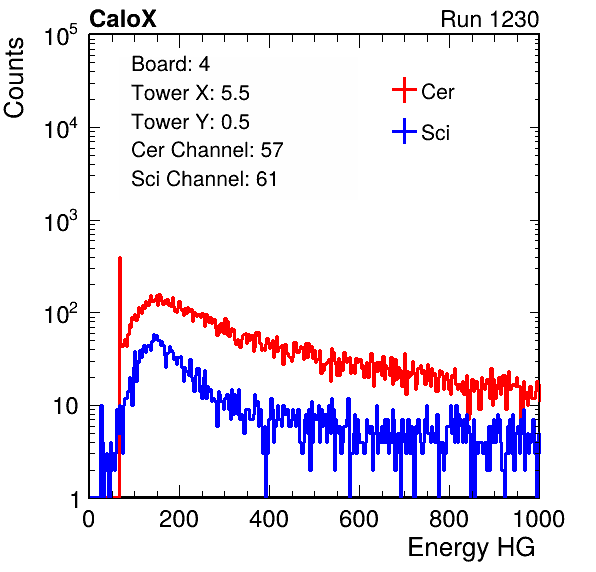 CaloX Run 1230
Counts
Board: 4
Tower X: 5.5
Tower Y: 0.5
Cer Channel: 57
Sci Channel: 61
Cer
Sci
10^5
10^4
10^3
10^2
10
1
0 200 400 600 800 1000
Energy HG